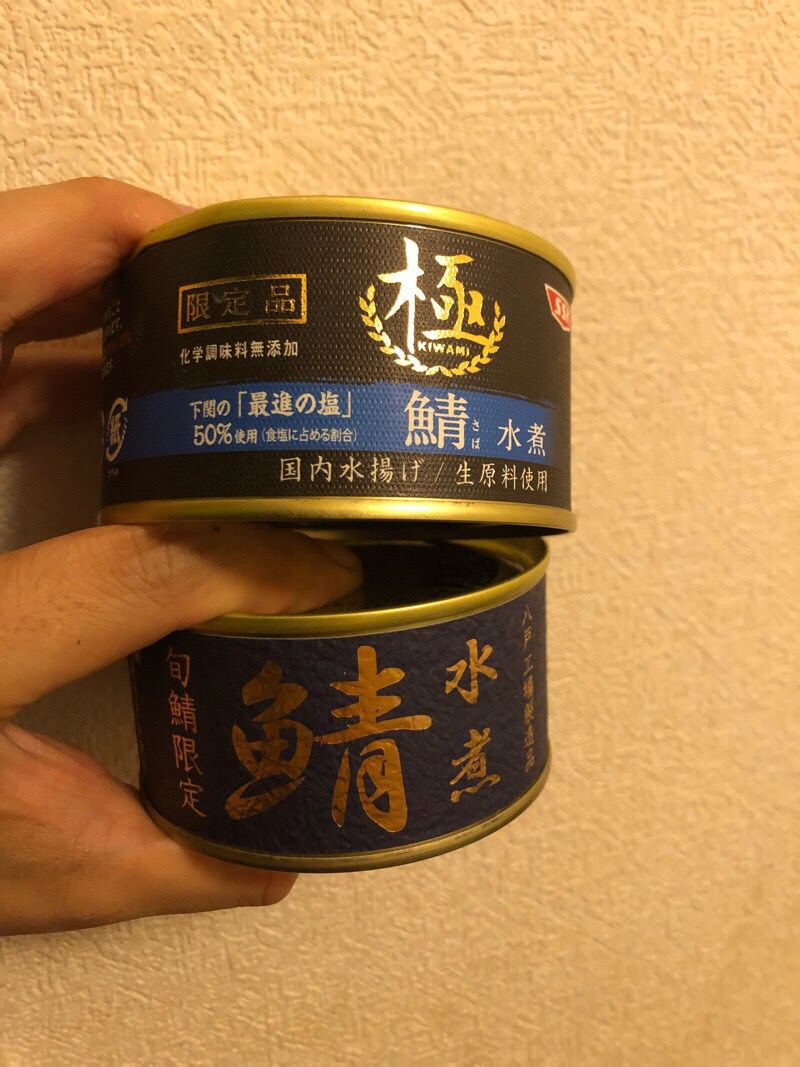 限定品
化学調味料無添加
極
KIWAMI
SSK
下関の「最進の塩」
50%使用(食塩に占める割合)
鯖 さば 水煮
国内水揚げ/生原料使用
紙
旬鯖限定
鯖
水煮
八戸工場製造品